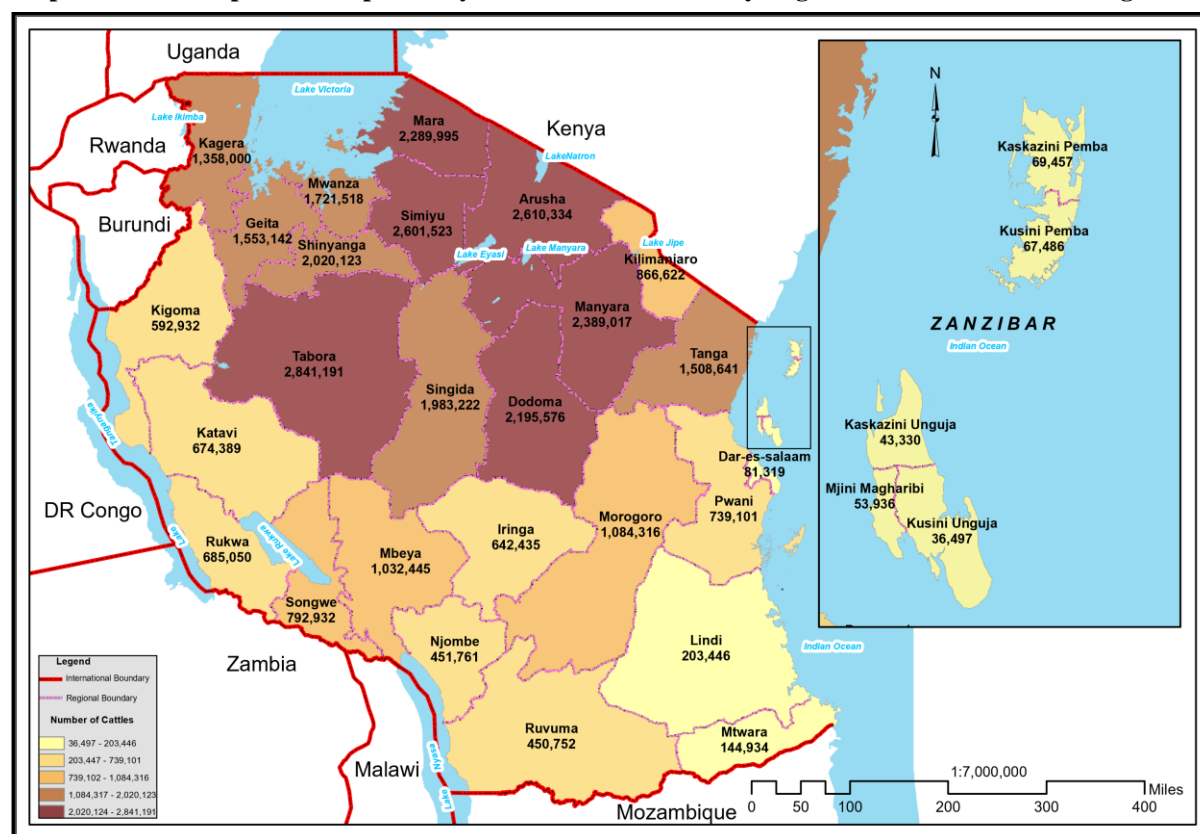 Uganda
Lake Victoria
Lake Ikimba
Rwanda
Burundi
Kenya
LakeNatron
Kagera
1,358,000
Mara
2,289,995
Mwanza
1,721,518
Geita
1,553,142
Shinyanga
2,020,123
Simiyu
2,601,523
Arusha
2,610,334
Lake Eyasi
Lake Manyara
Lake Jipe
Kilimanjaro
866,622
Kigoma
592,932
Tabora
2,841,191
Singida
1,983,222
Manyara
2,389,017
Dodoma
2,195,576
Tanga
1,508,641
Katavi
674,389
Tanganyika
Lake
DR Congo
Rukwa
685,050
Lake Rukwa
Songwe
792,932
Mbeya
1,032,445
Iringa
642,435
Morogoro
1,084,316
Dar-es-salaam
81,319
Pwani
739,101
Njombe
451,761
Lindi
203,446
Indian Ocean
Ruvuma
450,752
Mtwara
144,934
Zambia
Malawi
Lake
Nyasa
Mozambique
N
Kaskazini Pemba
69,457
Kusini Pemba
67,486
ZANZIBAR
Indian Ocean
Kaskazini Unguja
43,330
Mjini Magharibi
53,936
Kusini Unguja
36,497
Legend
International Boundary
Regional Boundary
Number of Cattles
36,497 - 203,446
203,447 - 739,101
739,102 - 1,084,316
1,084,317 - 2,020,123
2,020,124 - 2,841,191
1:7,000,000
0 50 100 200 300 400 Miles